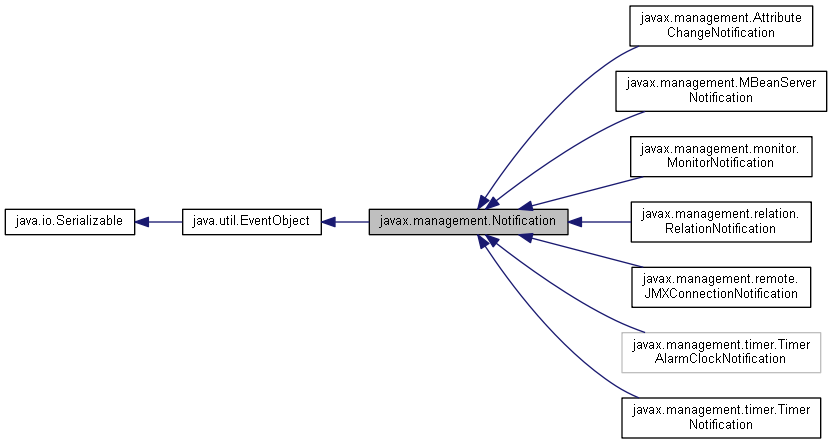 javax.management.Attribute
ChangeNotification
javax.management.MBeanServer
Notification
javax.management.monitor.
MonitorNotification
java.io.Serializable
java.util.EventObject
javax.management.Notification
javax.management.relation.
RelationNotification
javax.management.remote.
JMXConnectionNotification
javax.management.timer.Timer
AlarmClockNotification
javax.management.timer.Timer
Notification